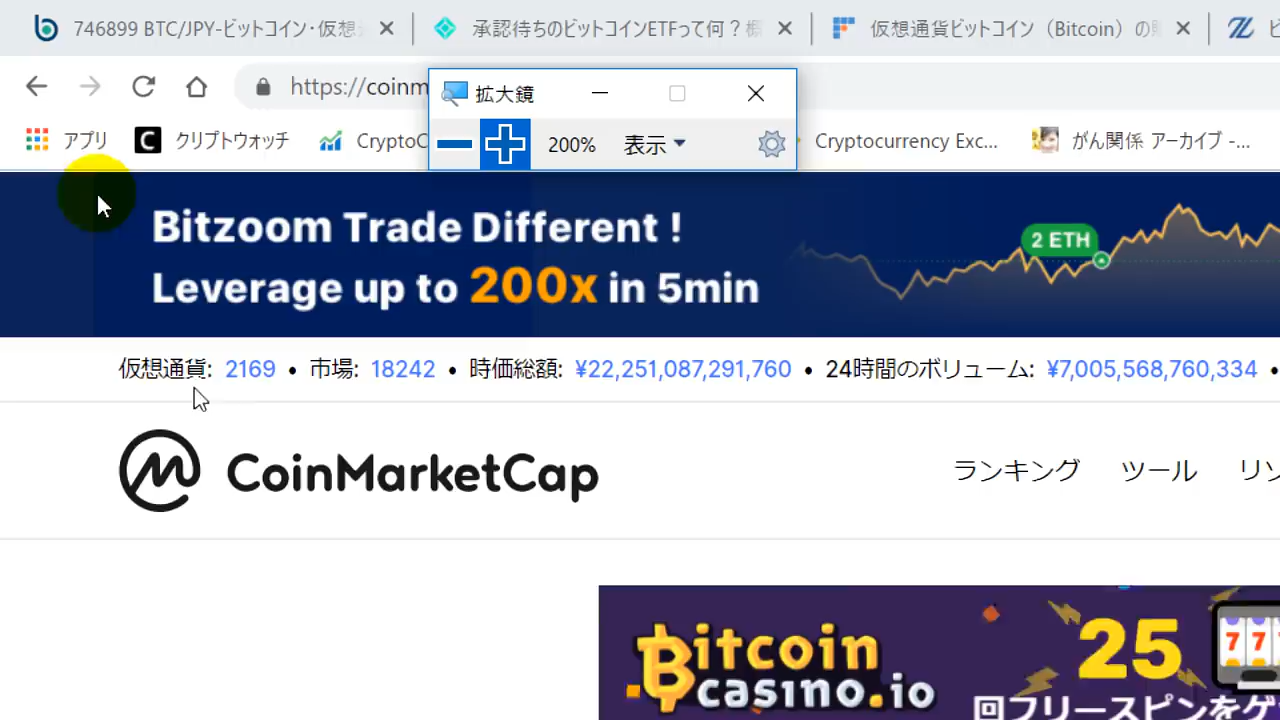 746899 BTC/JPY-ビットコイン・仮想
承認待ちのビットコインETFって何？
仮想通貨ビットコイン（Bitcoin）の
https://coinm
拡大鏡
200% 表示
アプリ
クリプトウォッチ
CryptoC
Cryptocurrency Exc...
がん関係 アーカイブ -...
Bitzoom Trade Different !
Leverage up to 200x in 5min
2 ETH
仮想通貨: 2169 • 市場: 18242 • 時価総額: ¥22,251,087,291,760 • 24時間のボリューム: ¥7,005,568,760,334 •
CoinMarketCap
ランキング ツール リソ
Bitcoin
casino.io
25
回フリースピンをゲ
777